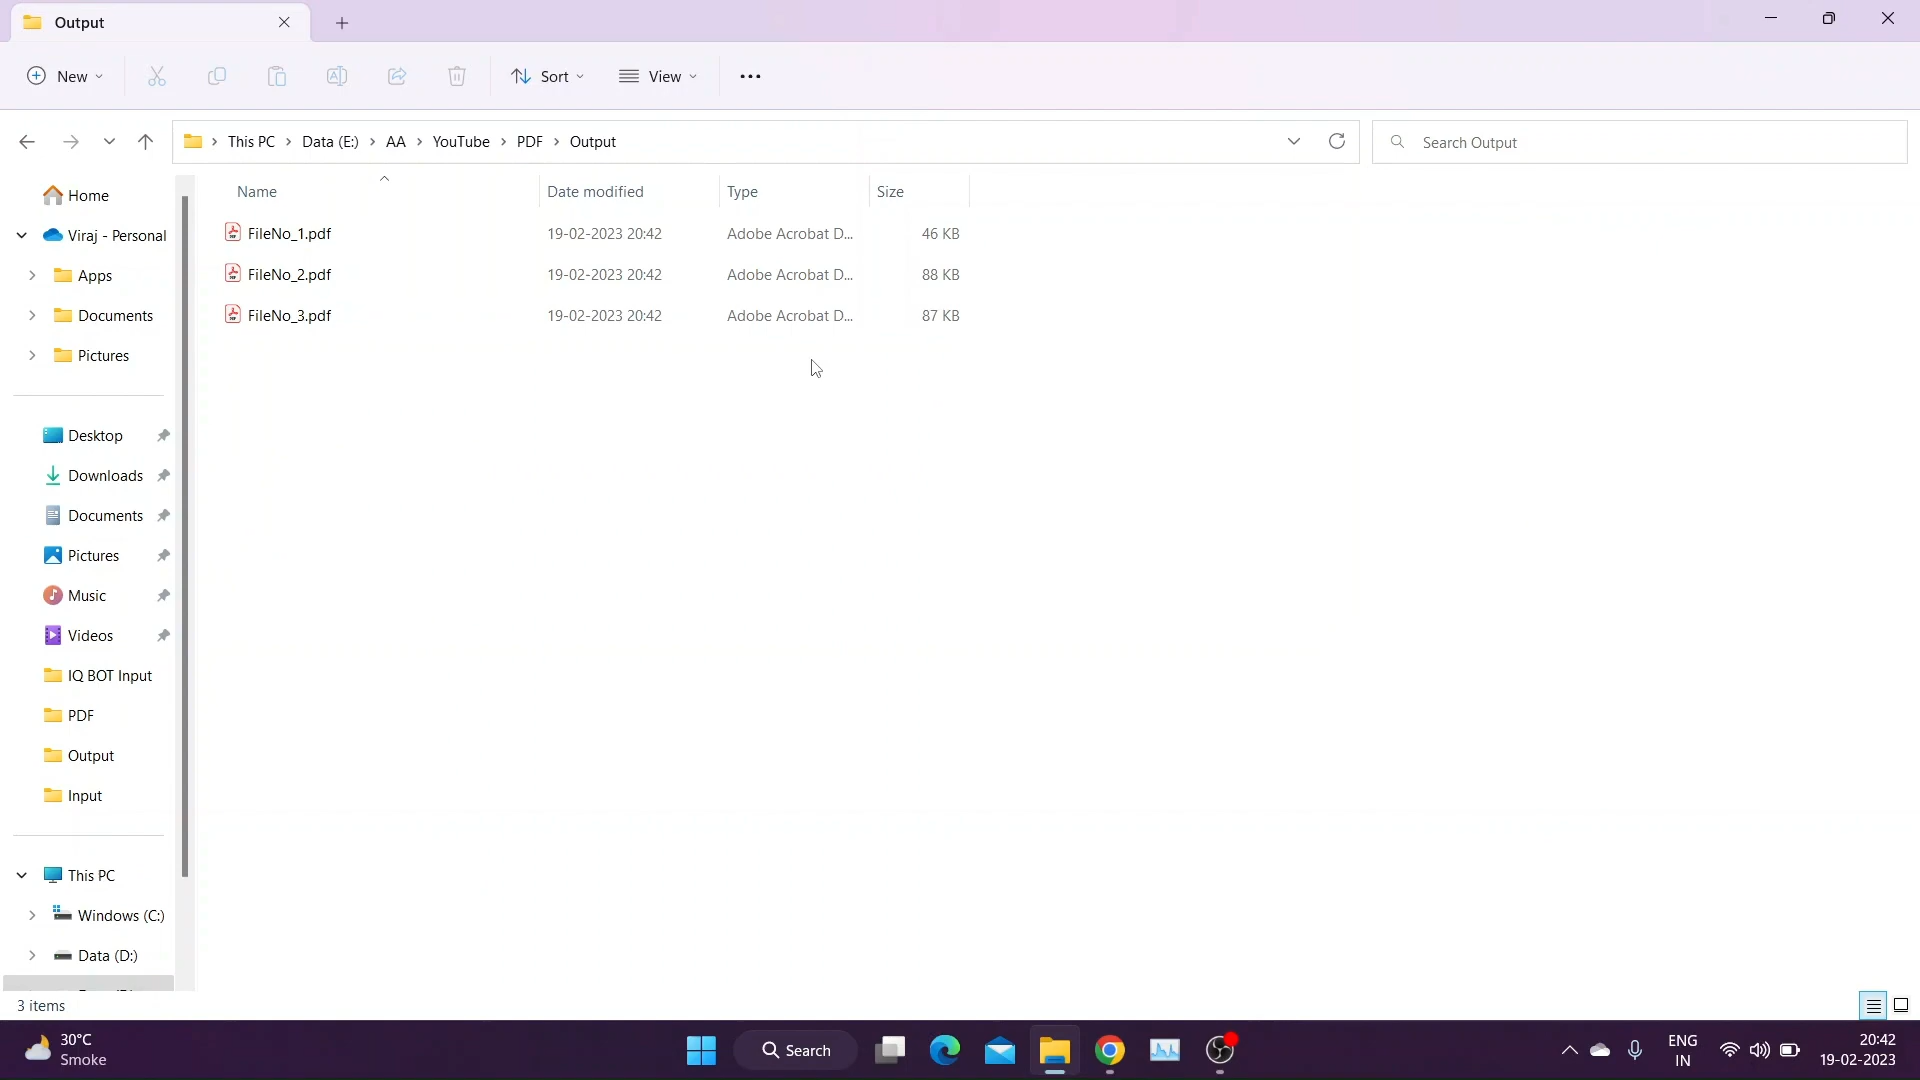 Output
New
Sort
View
This PC
Data (E:)
AA
YouTube
PDF
Output
Search Output
Name
Date modified
Type
Size
FileNo_1.pdf 19-02-2023 20:42 Adobe Acrobat D... 46 KB
FileNo_2.pdf 19-02-2023 20:42 Adobe Acrobat D... 88 KB
FileNo_3.pdf 19-02-2023 20:42 Adobe Acrobat D... 87 KB
Home
Viraj - Personal
Apps
Documents
Pictures
Desktop
Downloads
Documents
Pictures
Music
Videos
IQ BOT Input
PDF
Output
Input
This PC
Windows (C:)
Data (D:)
3 items
30°C
Smoke
Search
ENG
IN
20:42
19-02-2023